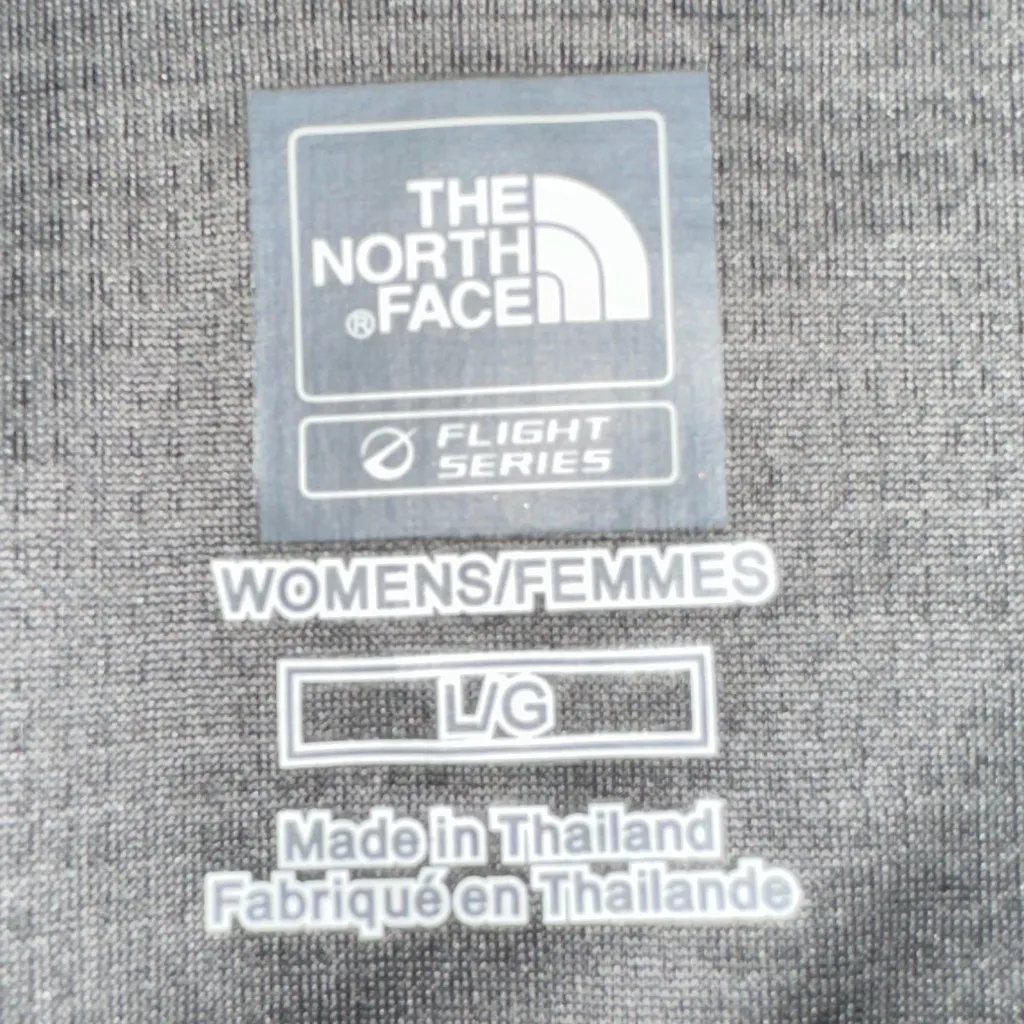 THE
NORTH
®FACE
FLIGHT
SERIES
WOMENS/FEMMES
L/G
Made in Thailand
Fabriqué en Thailande